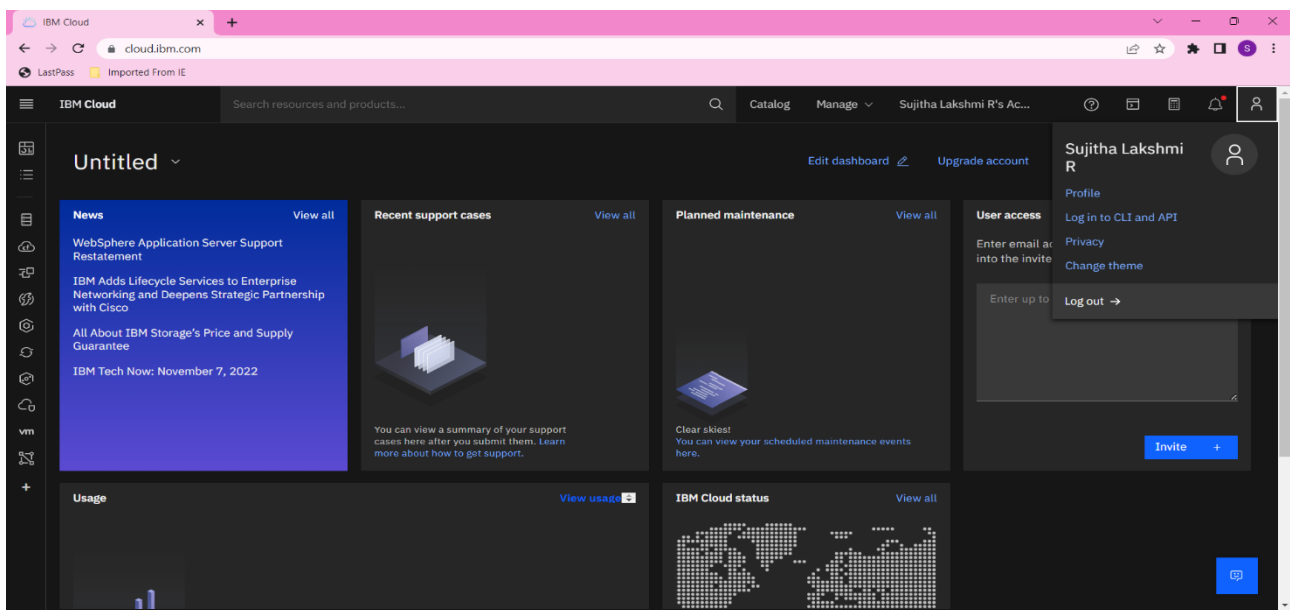 IBM Cloud
cloud.ibm.com
S
LastPass
Imported From IE
IBM Cloud
Search resources and products...
Catalog
Manage
Sujitha Lakshmi R's Ac...
Untitled
Edit dashboard
Upgrade account
Sujitha Lakshmi
R
Profile
Log in to CLI and API
Privacy
Change theme
Log out →
News
View all
WebSphere Application Server Support
Restatement
IBM Adds Lifecycle Services to Enterprise
Networking and Deepens Strategic Partnership
with Cisco
All About IBM Storage's Price and Supply
Guarantee
IBM Tech Now: November 7, 2022
Recent support cases
View all
You can view a summary of your support
cases here after you submit them. Learn
more about how to get support.
Planned maintenance
View all
Clear skies!
You can view your scheduled maintenance events
here.
User access
Enter email
into the invite
Enter up to
Invite +
vm
Usage
View usage
IBM Cloud status
View all